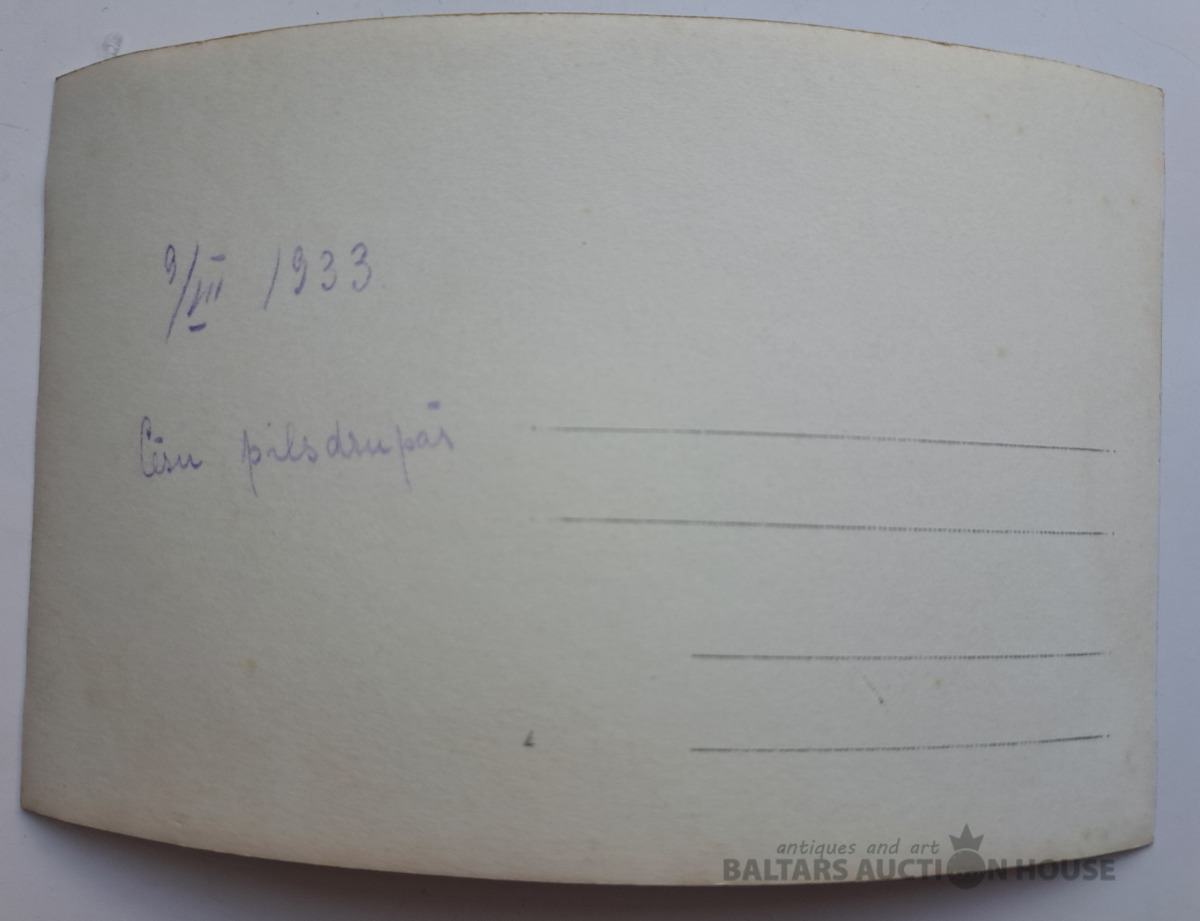 9/VII 1933.
Cēsu pilsdrupās
antiques and art
BALTARS AUCTION HOUSE